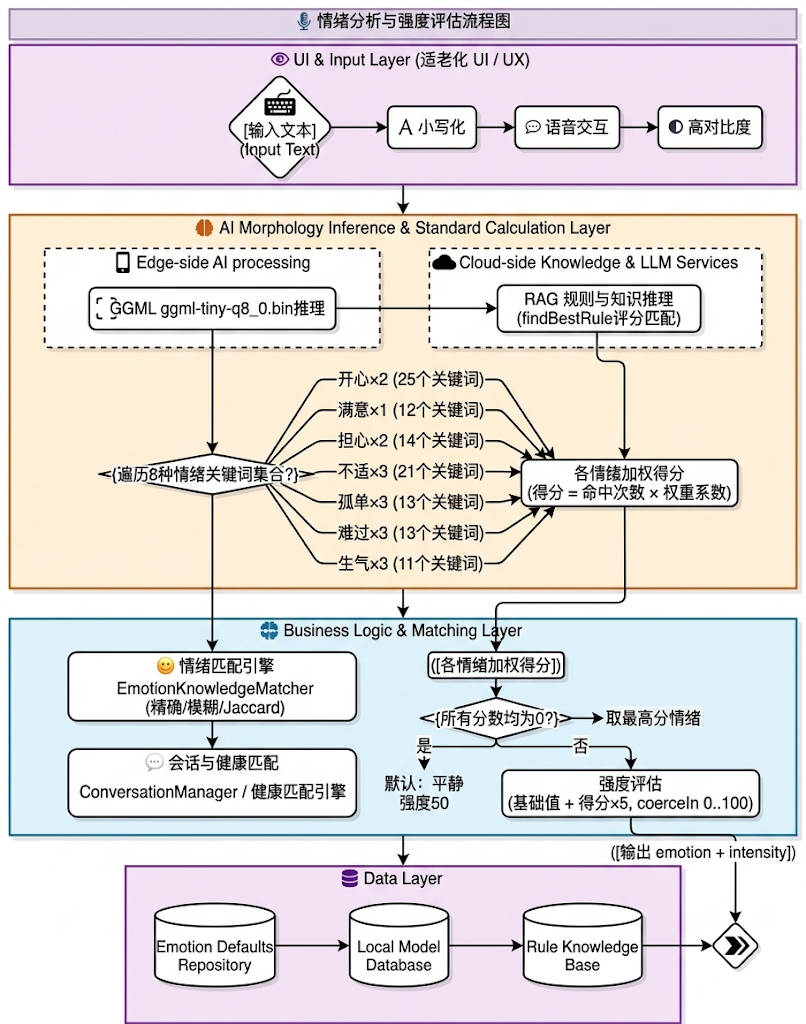 情绪分析与强度评估流程图
UI & Input Layer (适老化 UI / UX)
[输入文本]
(Input Text)
A 小写化
语音交互
高对比度
AI Morphology Inference & Standard Calculation Layer
Edge-side AI processing
Cloud-side Knowledge & LLM Services
GGML ggml-tiny-q8_0.bin推理
RAG 规则与知识推理
(findBestRule评分匹配)
开心×2 (25个关键词)
满意×1 (12个关键词)
担心×2 (14个关键词)
不适×3 (21个关键词)
孤单×3 (13个关键词)
难过×3 (13个关键词)
生气×3 (11个关键词)
{遍历8种情绪关键词集合?}
各情绪加权得分
(得分 = 命中次数 × 权重系数)
Business Logic & Matching Layer
情绪匹配引擎
EmotionKnowledgeMatcher
(精确/模糊/Jaccard)
会话与健康匹配
ConversationManager / 健康匹配引擎
([各情绪加权得分])
{所有分数均为0?}
取最高分情绪
是
否
默认：平静
强度50
强度评估
(基础值 + 得分×5, coerceIn 0..100)
([输出 emotion + intensity])
Data Layer
Emotion Defaults
Repository
Local Model
Database
Rule Knowledge
Base